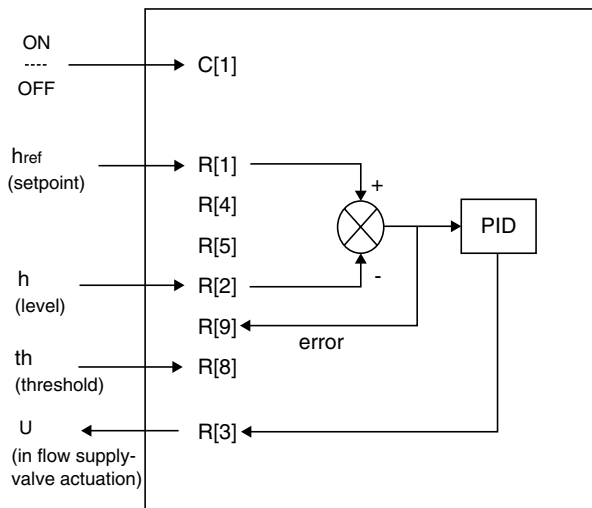 ON
----
OFF
C[1]
href
(setpoint)
R[1]
+
R[4]
R[5]
PID
h
(level)
R[2]
-
R[9]
error
th
(threshold)
R[8]
U
(in flow supply-
valve actuation)
R[3]